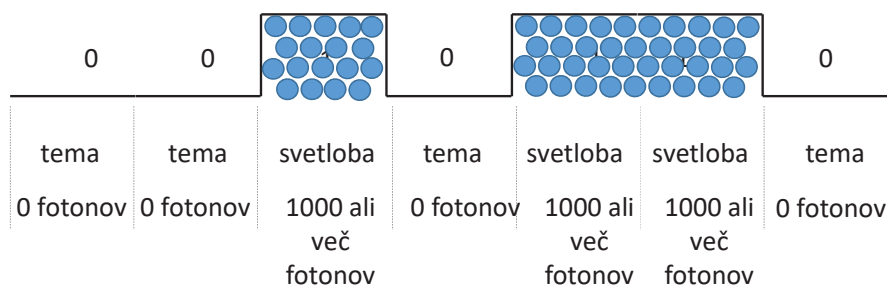 0 0 0 0
tema tema svetloba tema svetloba svetloba tema
0 fotonov 0 fotonov 1000 ali 0 fotonov 1000 ali 1000 ali 0 fotonov
več več več
fotonov fotonov fotonov